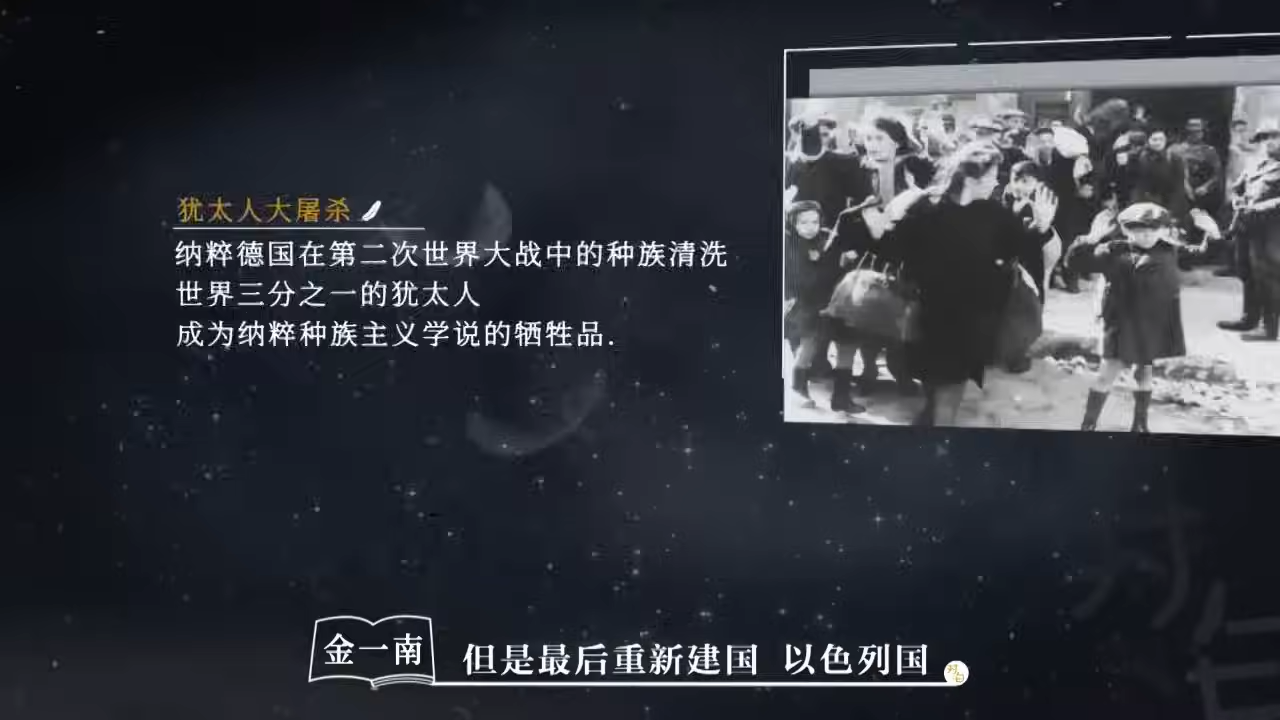 犹太人大屠杀
纳粹德国在第二次世界大战中的种族清洗
世界三分之一的犹太人
成为纳粹种族主义学说的牺牲品.
金一南
但是最后重新建国 以色列国